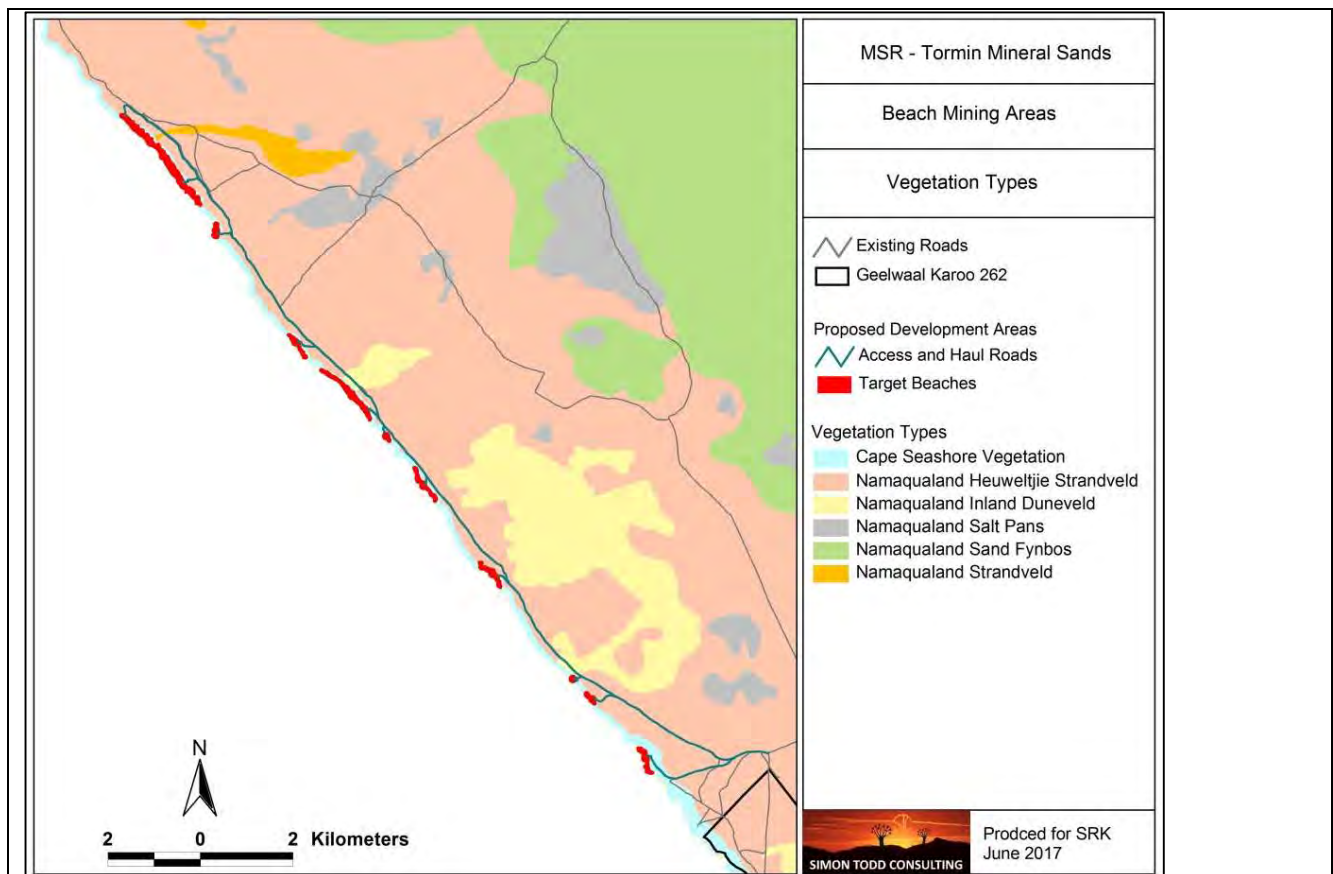 MSR - Tormin Mineral Sands
Beach Mining Areas
Vegetation Types
Existing Roads
Geelwaal Karoo 262
Proposed Development Areas
Access and Haul Roads
Target Beaches
Vegetation Types
Cape Seashore Vegetation
Namaqualand Heuweltjie Strandveld
Namaqualand Inland Duneveld
Namaqualand Salt Pans
Namaqualand Sand Fynbos
Namaqualand Strandveld
N
2 0 2 Kilometers
SIMON TODD CONSULTING
Prodced for SRK
June 2017